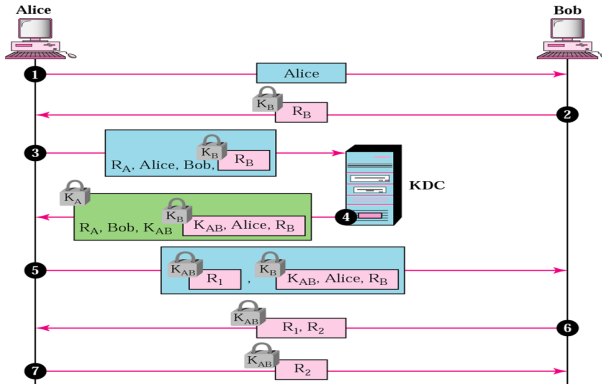 Alice Bob
1 Alice
K_B R_B 2
3 R_A, Alice, Bob, K_B R_B
KDC
K_A R_A, Bob, K_AB K_B K_AB, Alice, R_B 4
5 K_AB R_1 , K_B K_AB, Alice, R_B
K_AB R_1, R_2 6
7 K_AB R_2